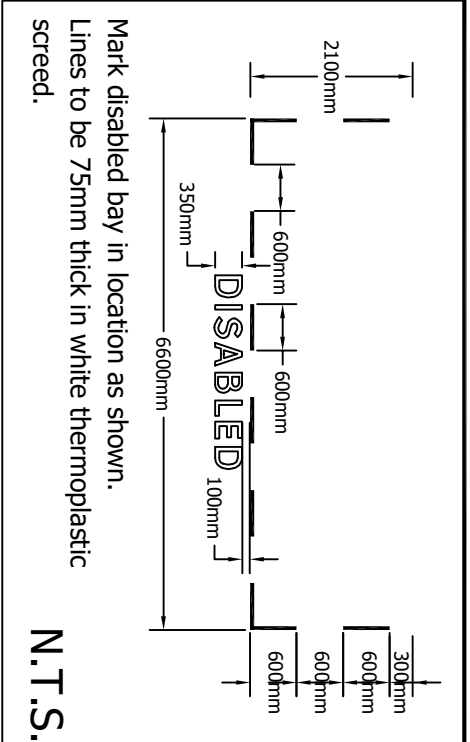 2100mm
600mm
600mm
350mm
DISABLED
100mm
6600mm
300mm
600mm
600mm
600mm
Mark disabled bay in location as shown.
Lines to be 75mm thick in white thermoplastic
screed.
N.T.S.